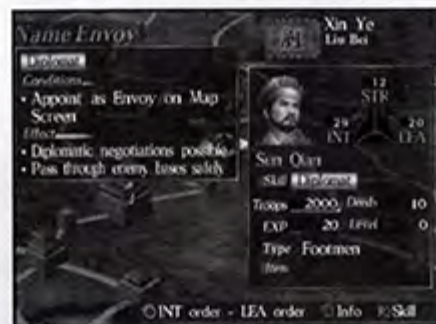 Name Envoy
Xin Ye
Liu Bei
Diplomat
Conditions
• Appoint as Envoy on Map
Screen
Effect
• Diplomatic negotiations possible
• Pass through enemy bases safely
12
STR
29
INT
20
LEA
Sun Qian
Skill Diplomat
Troops 2000 Deeds 10
EXP 20 Level 0
Type Footmen
Item
INT order - LEA order Info Skill